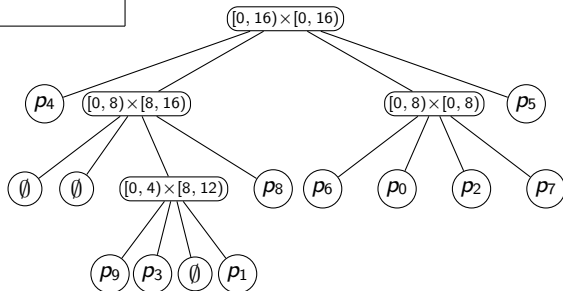 [0, 16)×[0, 16)
p4 [0, 8)×[8, 16) [0, 8)×[0, 8) p5
∅ ∅ [0, 4)×[8, 12) p8 p6 p0 p2 p7
p9 p3 ∅ p1